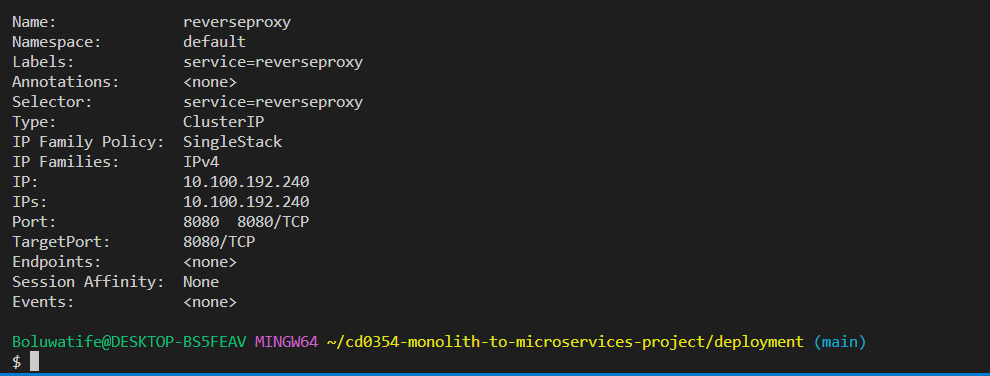 Name: reverseproxy
Namespace: default
Labels: service=reverseproxy
Annotations: <none>
Selector: service=reverseproxy
Type: ClusterIP
IP Family Policy: SingleStack
IP Families: IPv4
IP: 10.100.192.240
IPs: 10.100.192.240
Port: 8080 8080/TCP
TargetPort: 8080/TCP
Endpoints: <none>
Session Affinity: None
Events: <none>
Boluwatife@DESKTOP-BS5FEAV MINGW64 ~/cd0354-monolith-to-microservices-project/deployment (main)
$